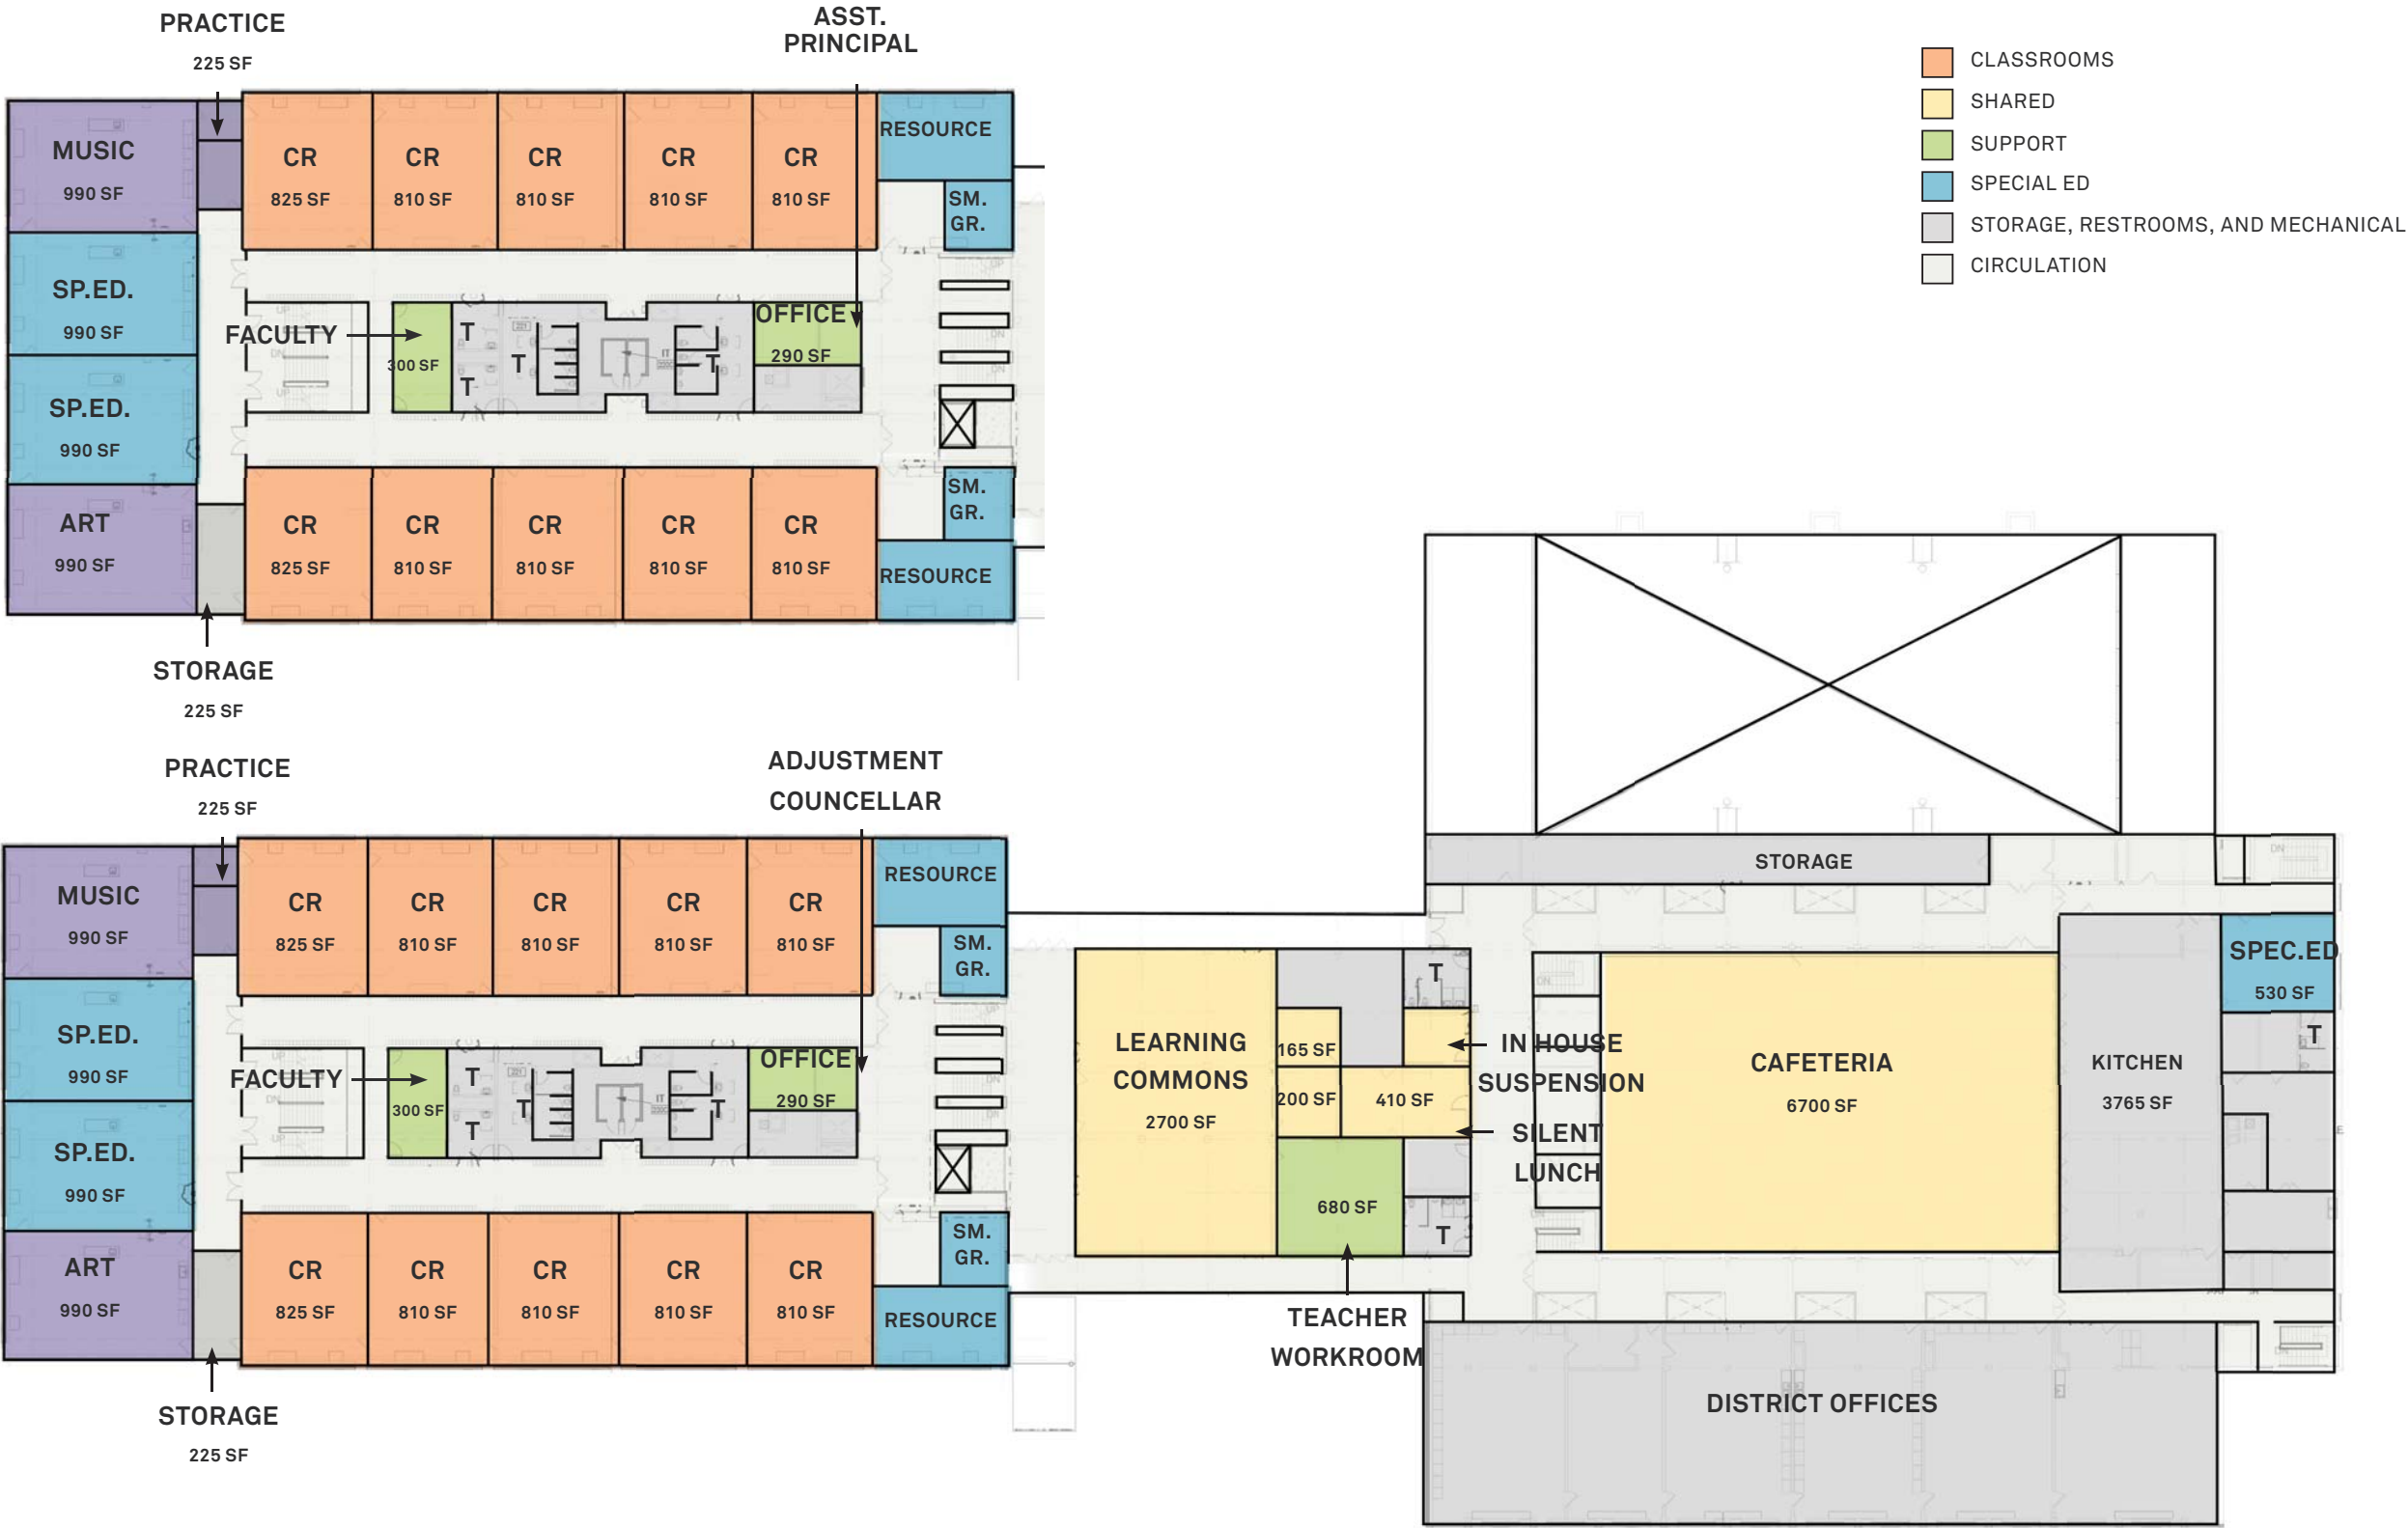 PRACTICE
225 SF
ASST.
PRINCIPAL
CLASSROOMS
SHARED
SUPPORT
SPECIAL ED
STORAGE, RESTROOMS, AND MECHANICAL
CIRCULATION
MUSIC
990 SF
CR
825 SF
CR
810 SF
CR
810 SF
CR
810 SF
CR
810 SF
RESOURCE
SM.
GR.
SP.ED.
990 SF
FACULTY
300 SF
T
T
T
T
OFFICE
290 SF
SP.ED.
990 SF
ART
990 SF
CR
825 SF
CR
810 SF
CR
810 SF
CR
810 SF
CR
810 SF
SM.
GR.
RESOURCE
STORAGE
225 SF
PRACTICE
225 SF
ADJUSTMENT
COUNCELLAR
MUSIC
990 SF
CR
825 SF
CR
810 SF
CR
810 SF
CR
810 SF
CR
810 SF
RESOURCE
SM.
GR.
SP.ED.
990 SF
FACULTY
300 SF
T
T
T
T
OFFICE
290 SF
SP.ED.
990 SF
ART
990 SF
CR
825 SF
CR
810 SF
CR
810 SF
CR
810 SF
CR
810 SF
SM.
GR.
RESOURCE
STORAGE
225 SF
STORAGE
LEARNING
COMMONS
2700 SF
T
165 SF
200 SF
410 SF
IN HOUSE
SUSPENSION
SILENT
LUNCH
680 SF
T
TEACHER
WORKROOM
CAFETERIA
6700 SF
KITCHEN
3765 SF
SPEC.ED
530 SF
T
DISTRICT OFFICES